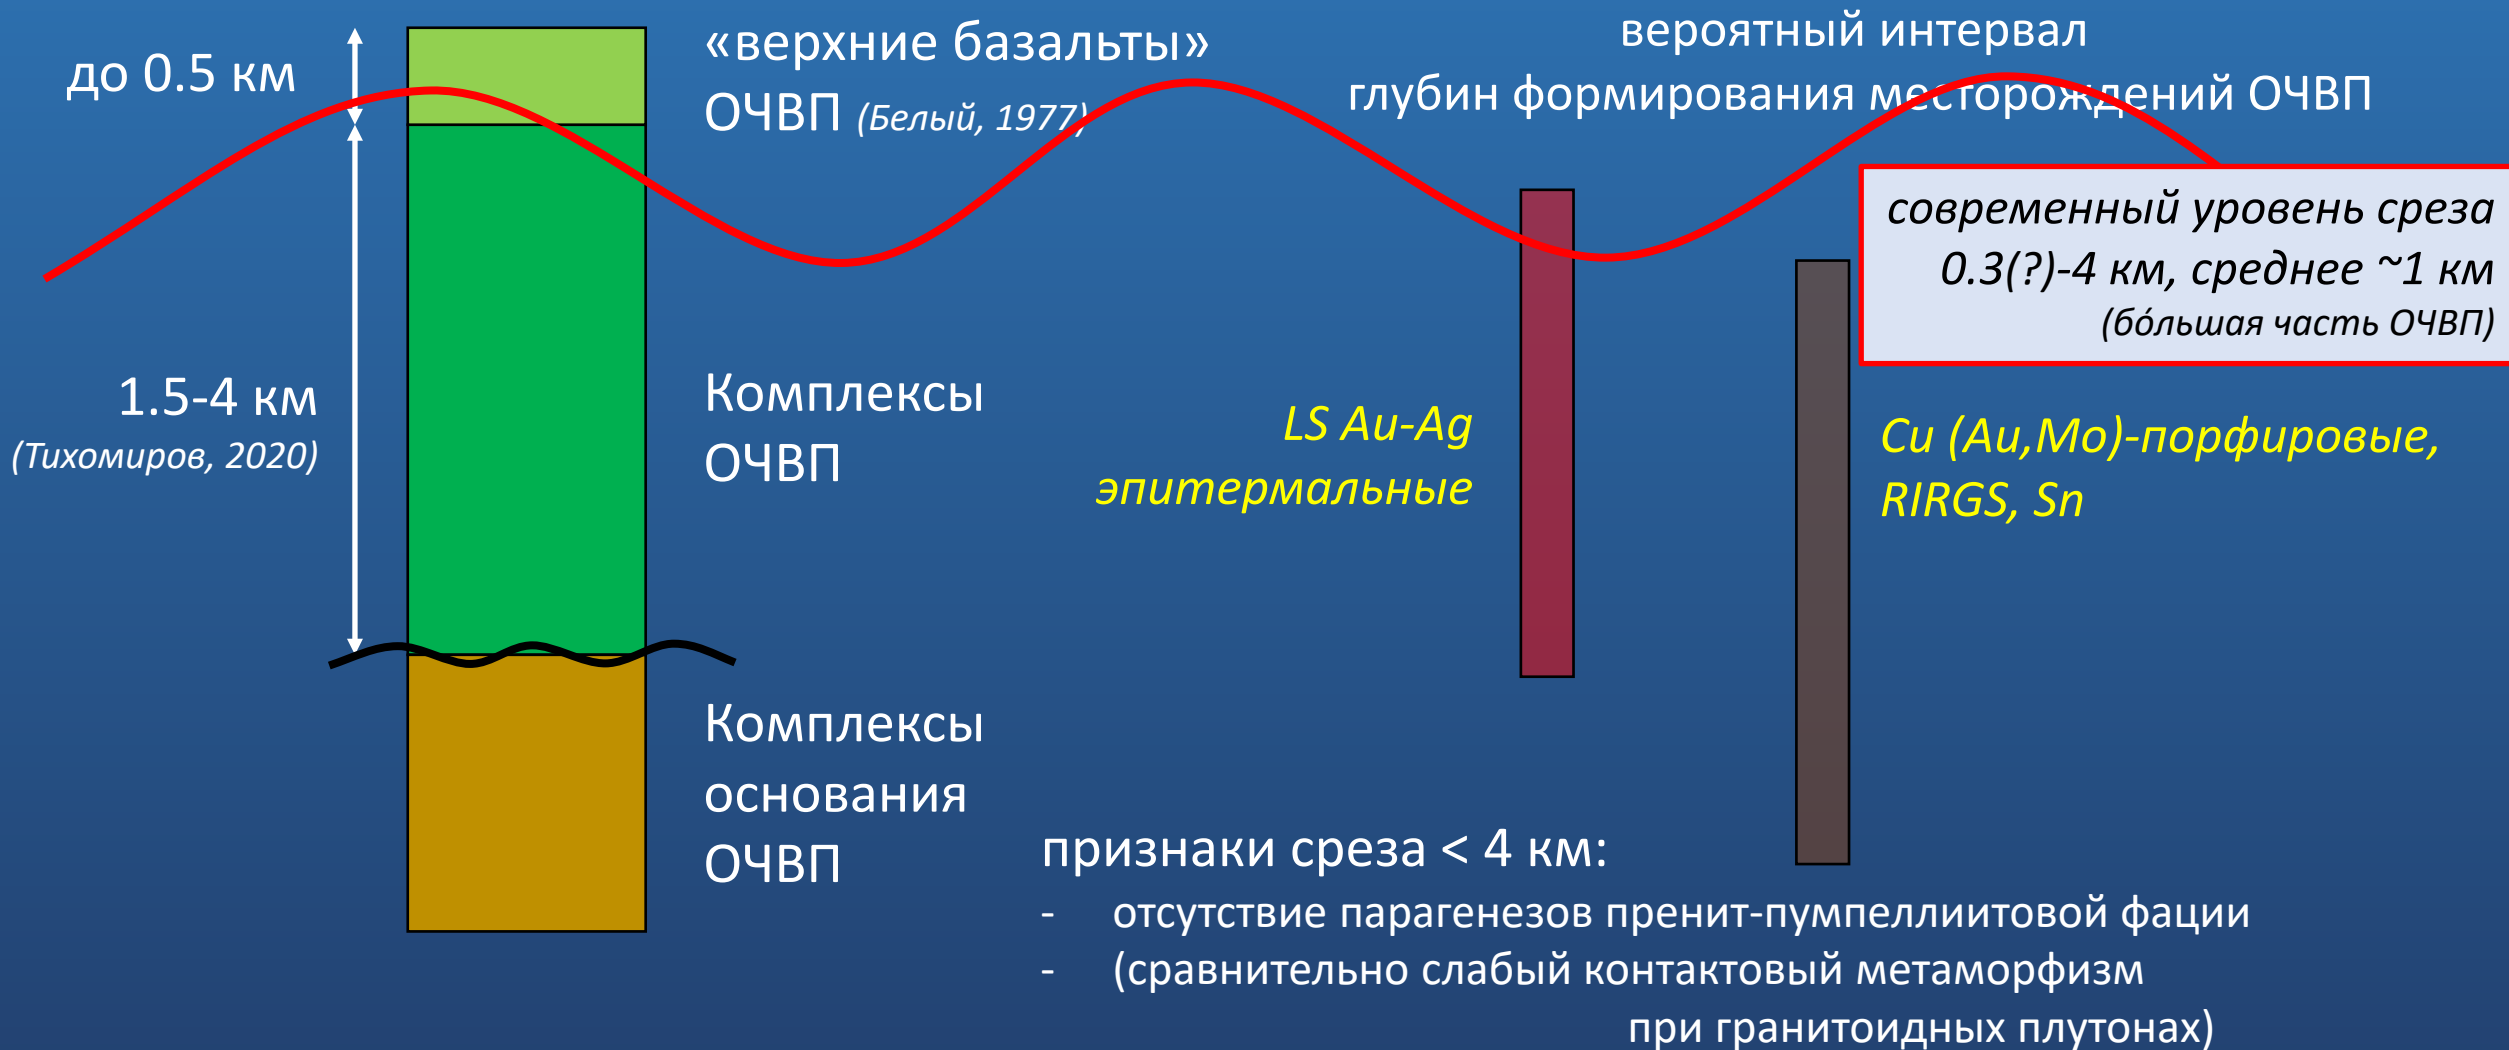 до 0.5 км
1.5-4 км
(Тихомиров, 2020)
«верхние базальты»
ОЧВП (Белый, 1977)
Комплексы
ОЧВП
Комплексы
основания
ОЧВП
вероятный интервал
глубин формирования месторождений ОЧВП
современный уровень среза
0.3(?)-4 км, среднее ~1 км
(бо́льшая часть ОЧВП)
LS Au-Ag
эпитермальные
Cu (Au,Mo)-порфировые,
RIRGS, Sn
признаки среза < 4 км:
- отсутствие парагенезов пренит-пумпеллиитовой фации
- (сравнительно слабый контактовый метаморфизм
при гранитоидных плутонах)